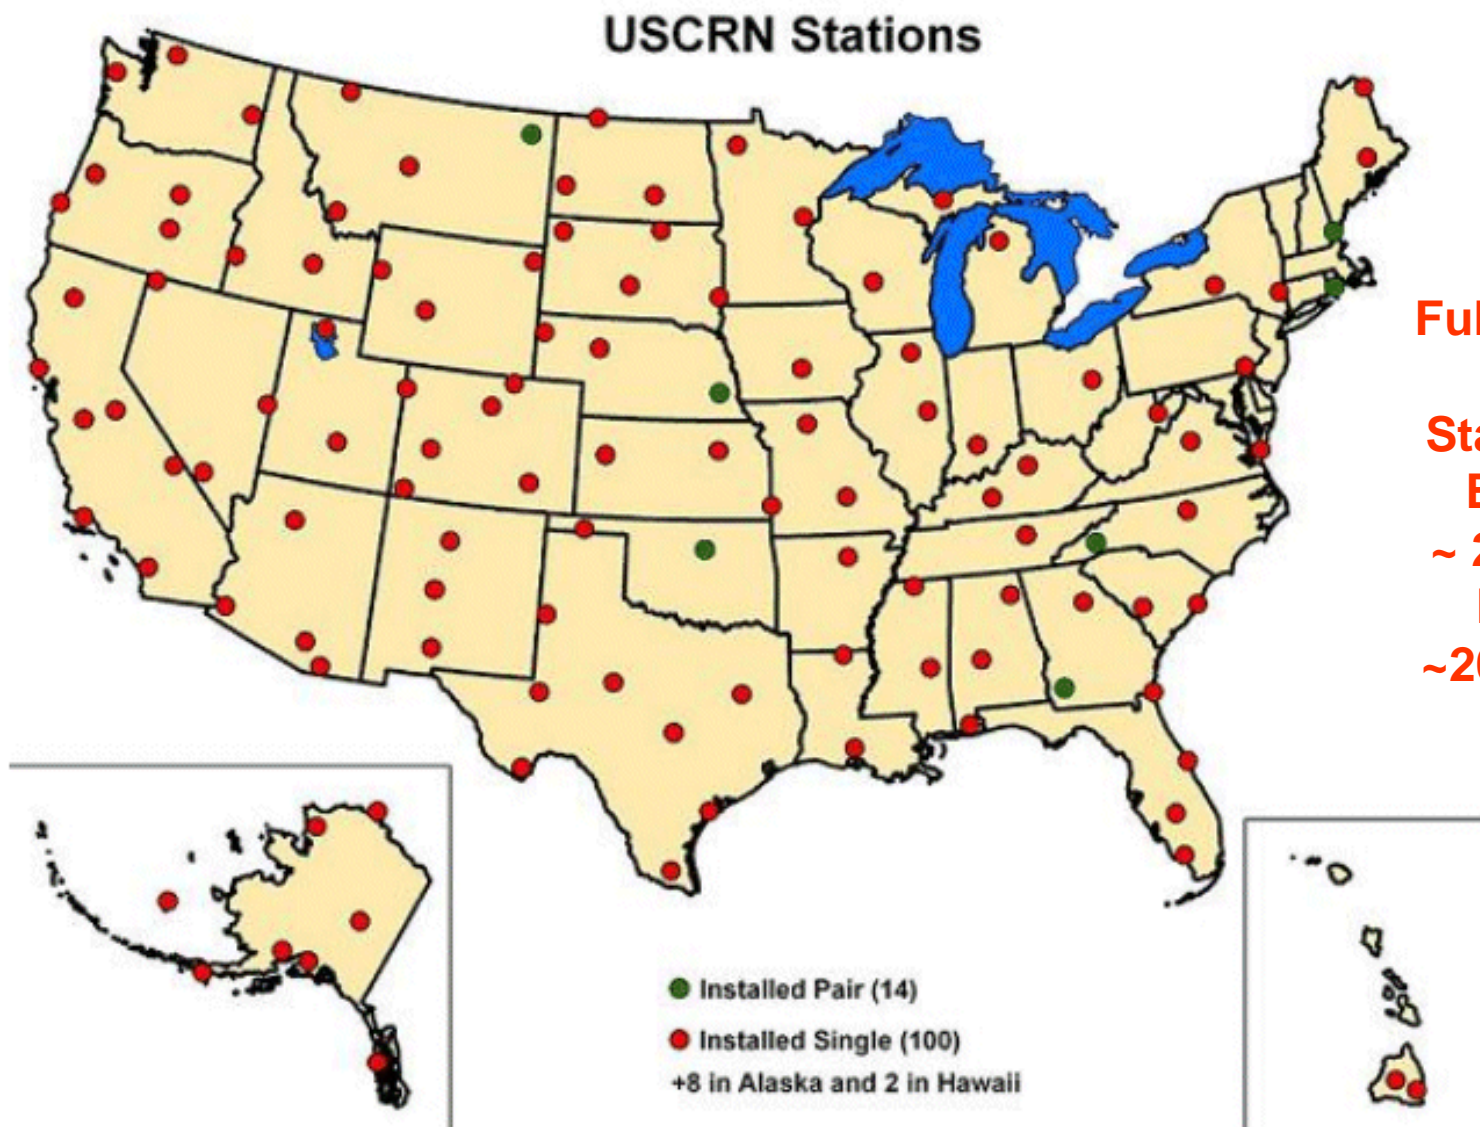 USCRN Stations
Installed Pair (14)
Installed Single (100)
+8 in Alaska and 2 in Hawaii